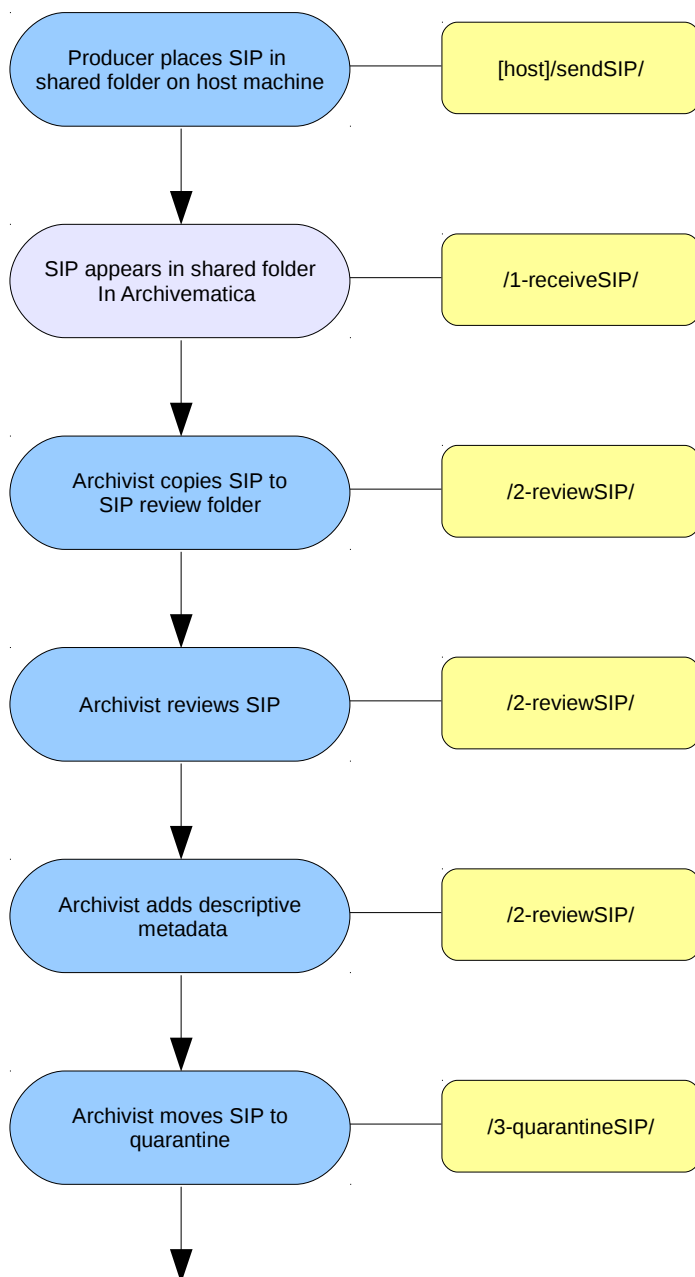 Producer places SIP in
shared folder on host machine
[host]/sendSIP/
SIP appears in shared folder
In Archivematica
/1-receiveSIP/
Archivist copies SIP to
SIP review folder
/2-reviewSIP/
Archivist reviews SIP
/2-reviewSIP/
Archivist adds descriptive
metadata
/2-reviewSIP/
Archivist moves SIP to
quarantine
/3-quarantineSIP/